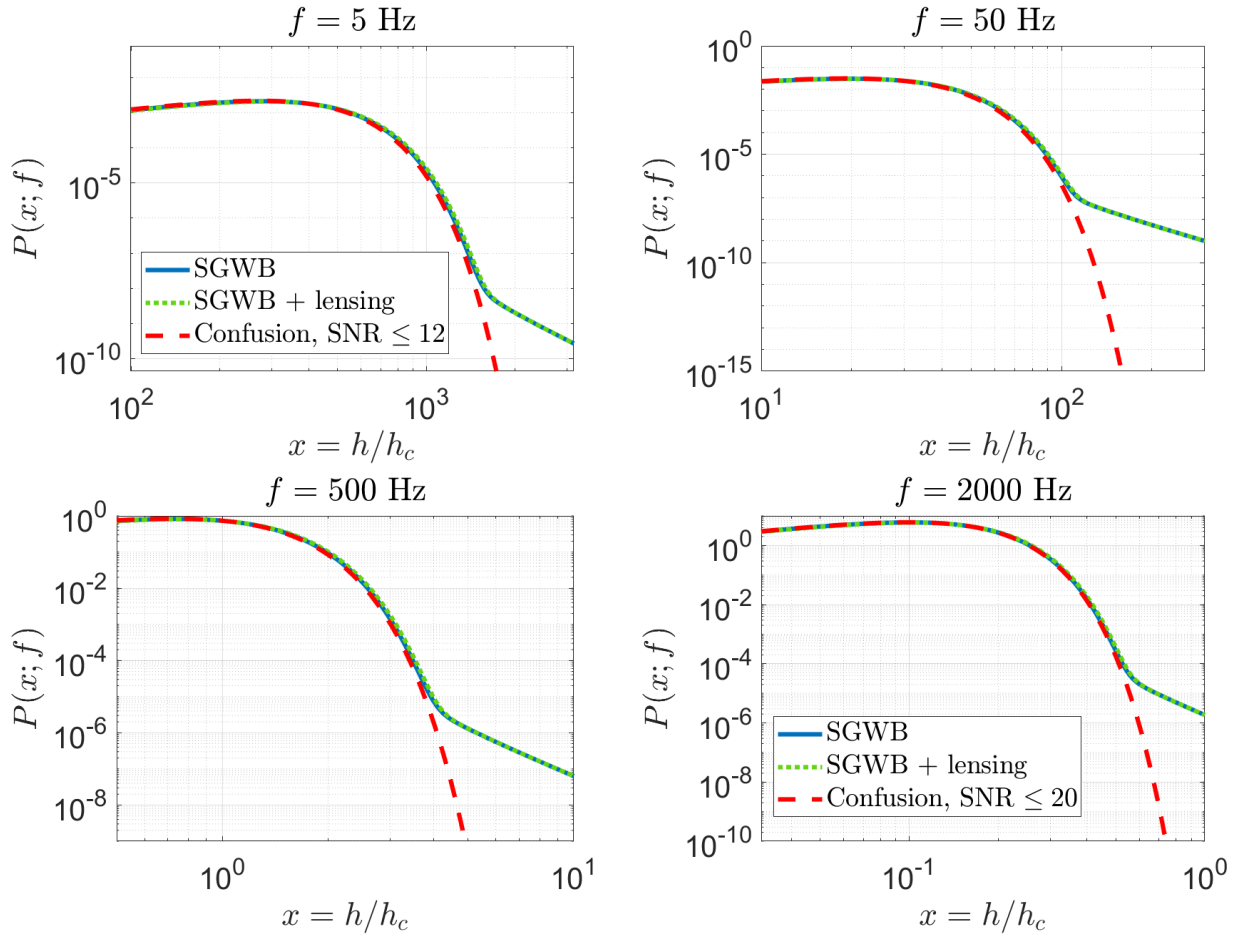 f = 5 Hz
P(x; f)
10^-5
10^-10
SGWB
SGWB + lensing
Confusion, SNR ≤ 12
10^2
10^3
x = h/h_c
f = 50 Hz
P(x; f)
10^0
10^-5
10^-10
10^-15
10^1
10^2
x = h/h_c
f = 500 Hz
P(x; f)
10^0
10^-2
10^-4
10^-6
10^-8
10^0
10^1
x = h/h_c
f = 2000 Hz
P(x; f)
10^0
10^-2
10^-4
10^-6
10^-8
10^-10
SGWB
SGWB + lensing
Confusion, SNR ≤ 20
10^-1
10^0
x = h/h_c